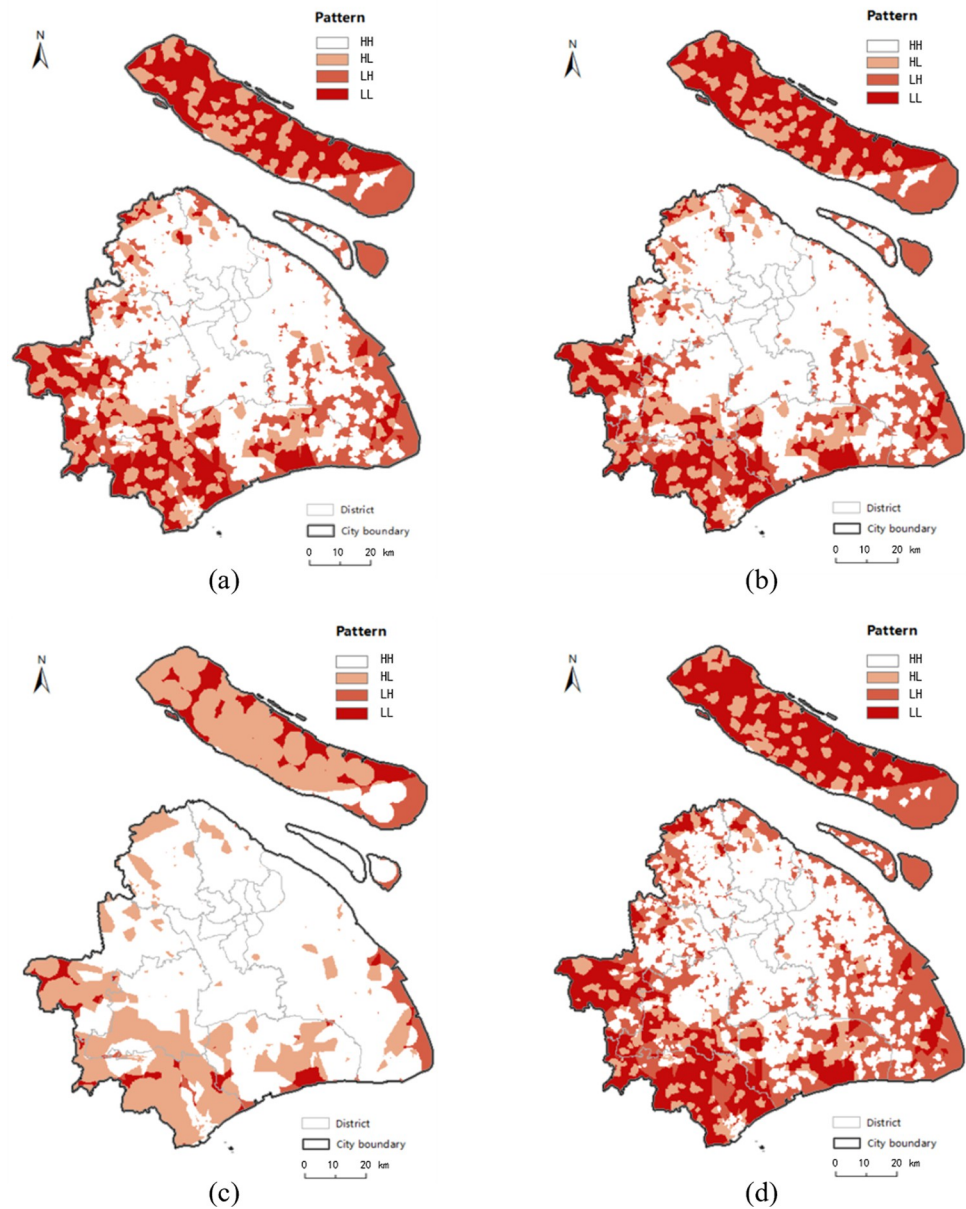 Pattern
N
HH
HL
LH
LL
District
City boundary
0 10 20 km
(a)
Pattern
N
HH
HL
LH
LL
District
City boundary
0 10 20 km
(b)
Pattern
N
HH
HL
LH
LL
District
City boundary
0 10 20 km
(c)
Pattern
N
HH
HL
LH
LL
District
City boundary
0 10 20 km
(d)